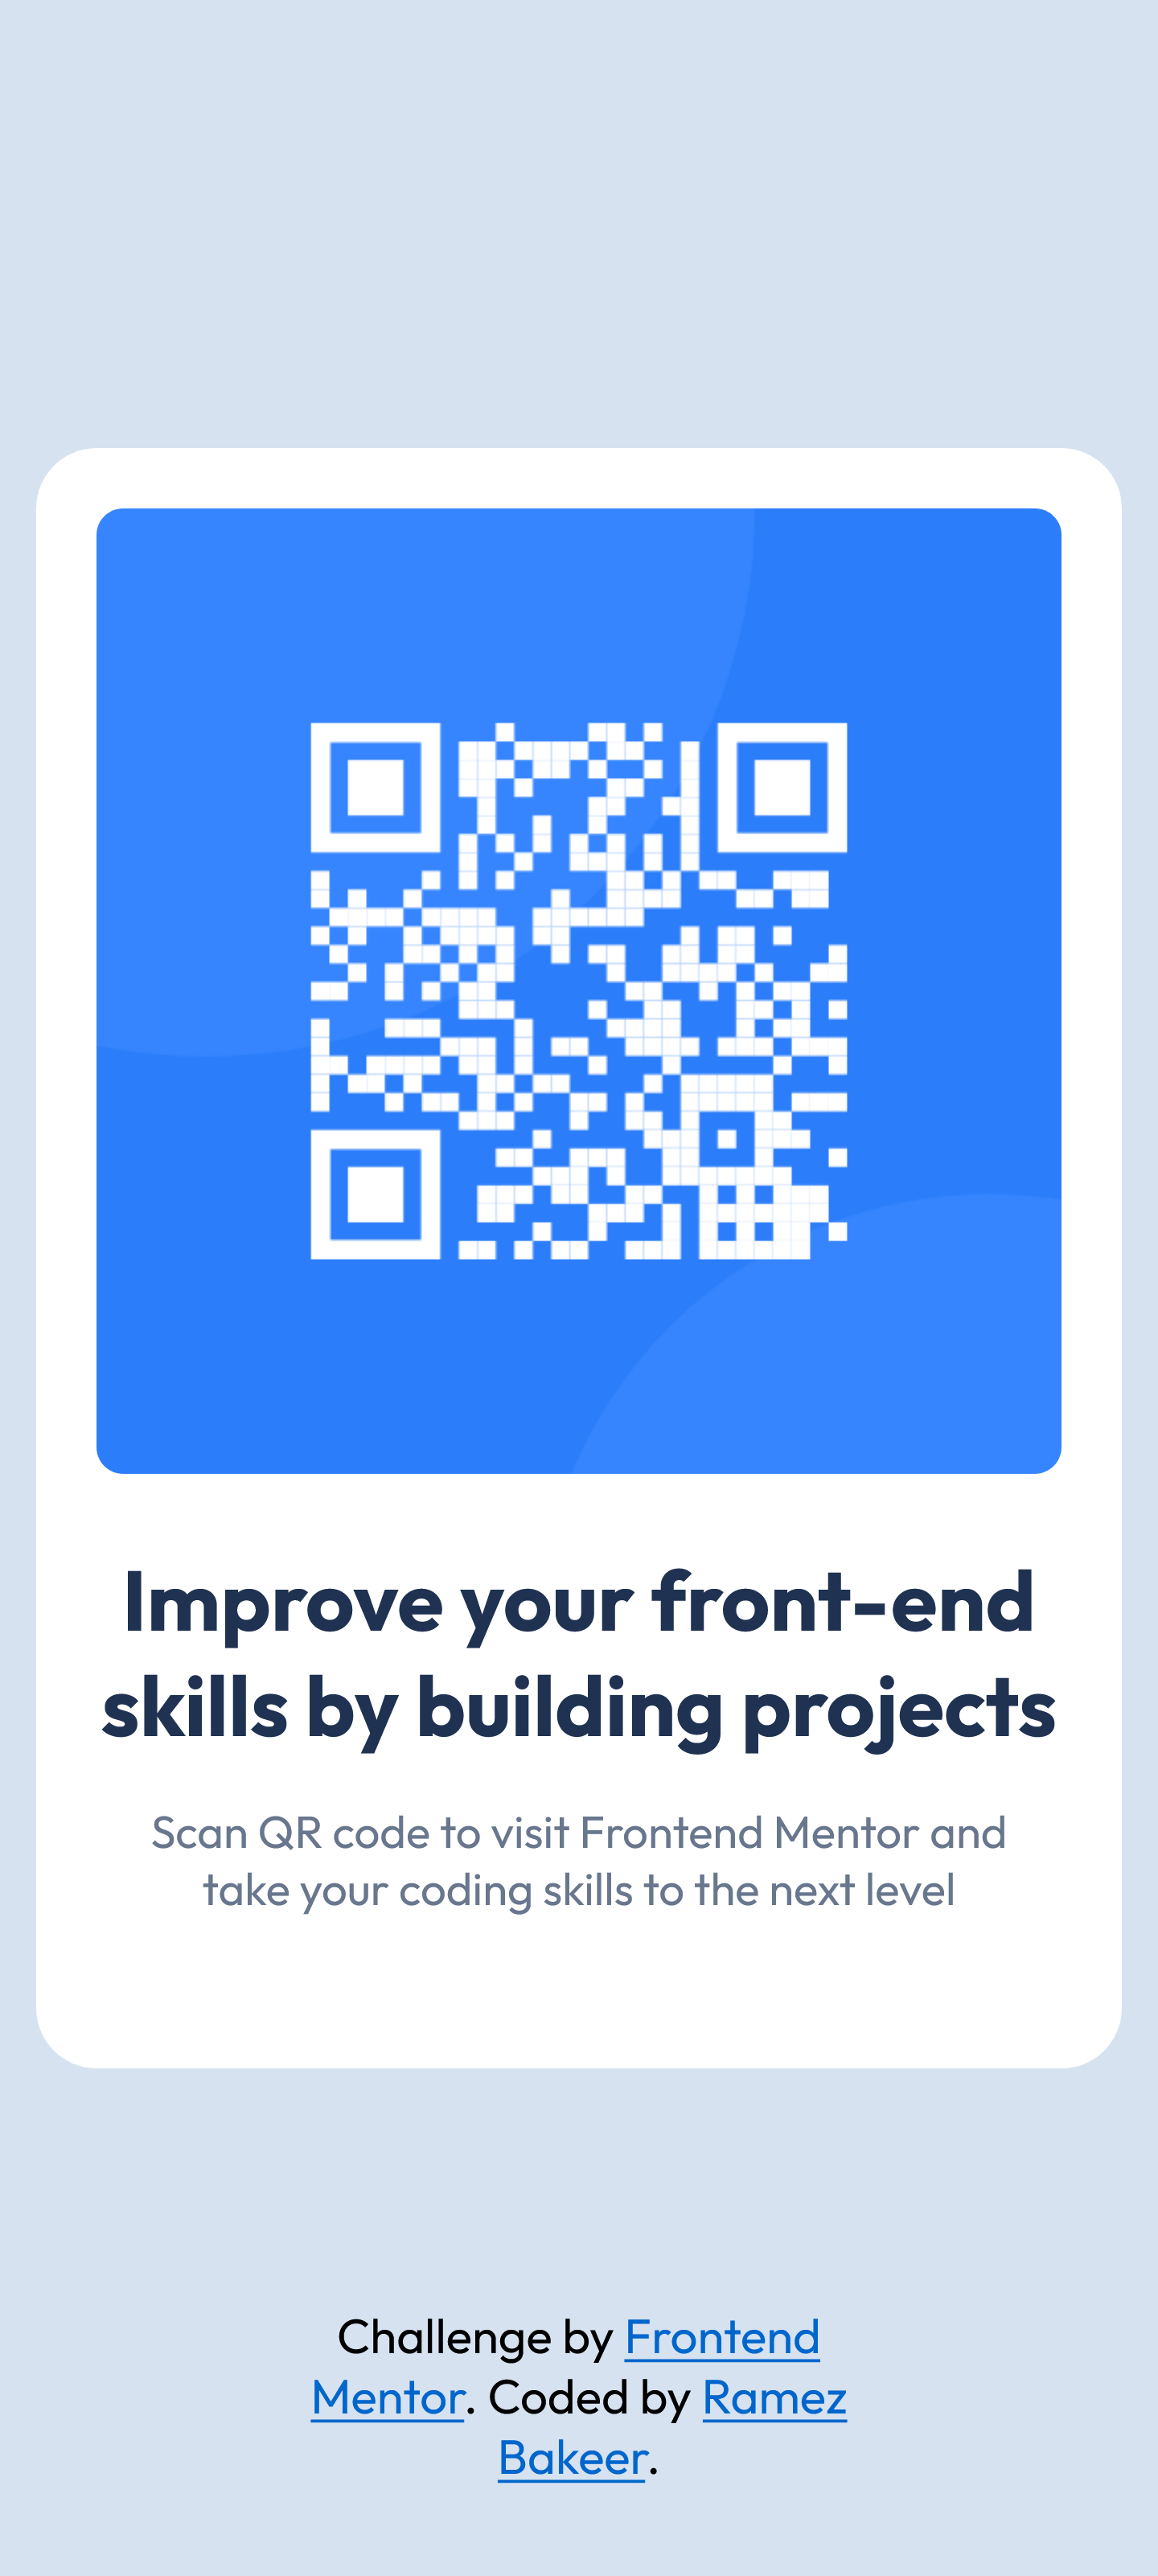 Improve your front-end
skills by building projects
Scan QR code to visit Frontend Mentor and
take your coding skills to the next level
Challenge by Frontend
Mentor. Coded by Ramez
Bakeer.